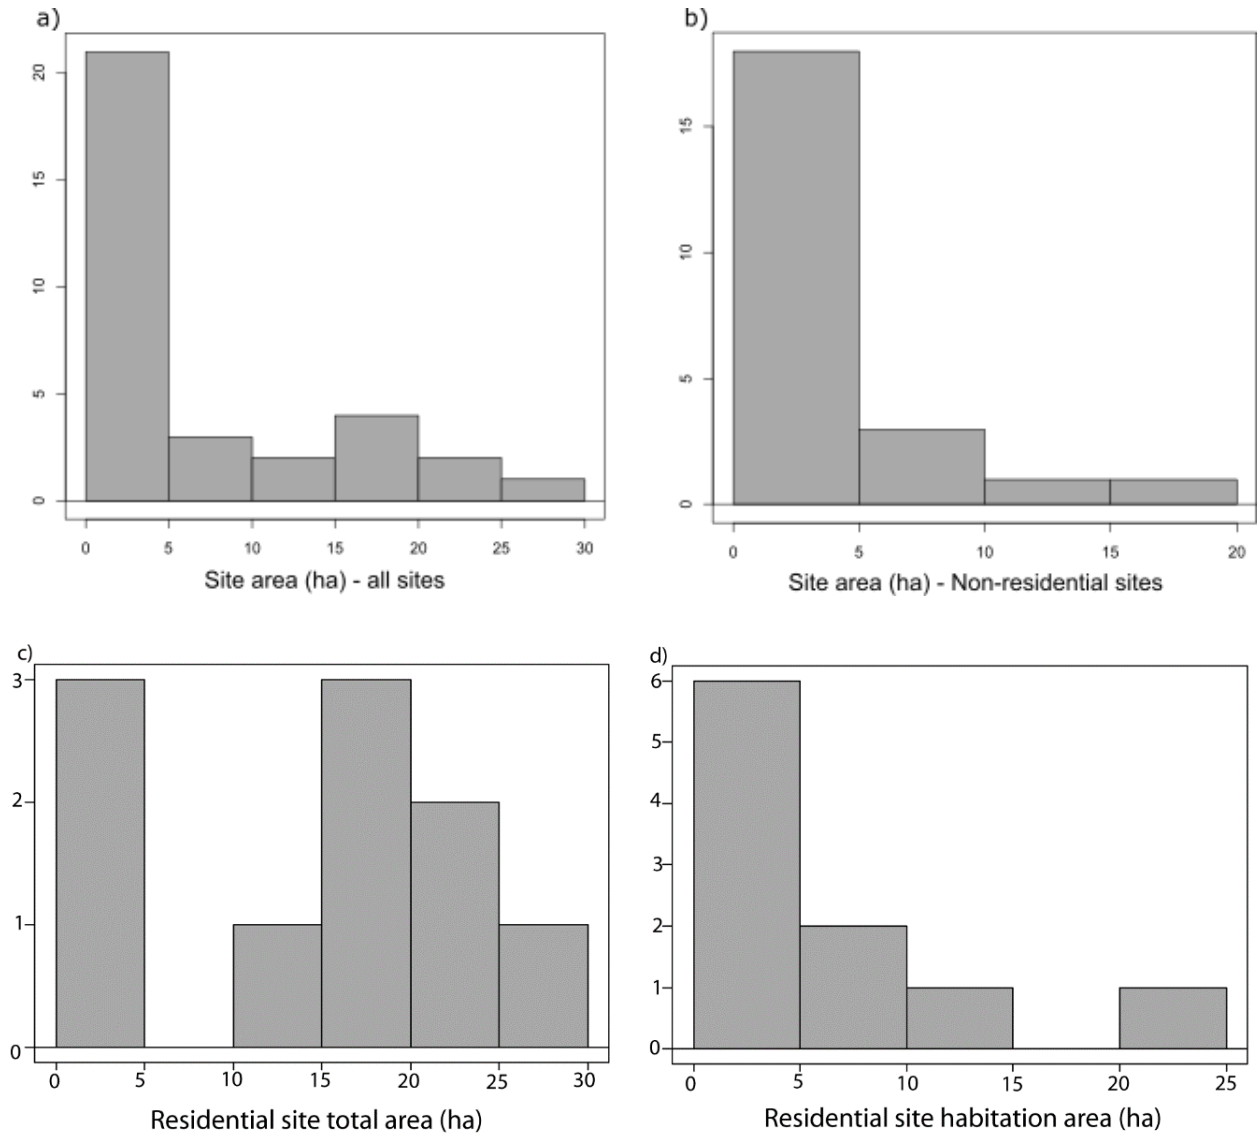 a)
20
15
10
5
0
0 5 10 15 20 25 30
Site area (ha) - all sites
b)
15
10
5
0
0 5 10 15 20
Site area (ha) - Non-residential sites
c)
3
2
1
0
0 5 10 15 20 25 30
Residential site total area (ha)
d)
6
5
4
3
2
1
0
0 5 10 15 20 25
Residential site habitation area (ha)